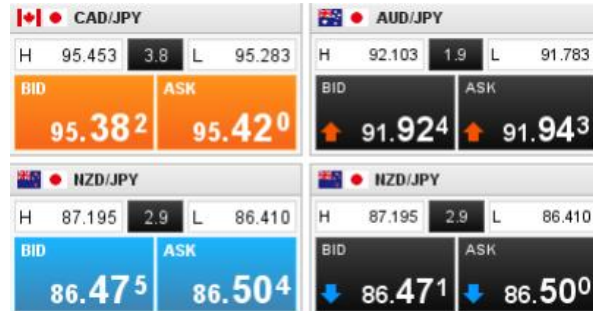 CAD/JPY
H 95.453 3.8 L 95.283
BID ASK
95.382 95.420
AUD/JPY
H 92.103 1.9 L 91.783
BID ASK
91.924 91.943
NZD/JPY
H 87.195 2.9 L 86.410
BID ASK
86.475 86.504
NZD/JPY
H 87.195 2.9 L 86.410
BID ASK
86.471 86.500